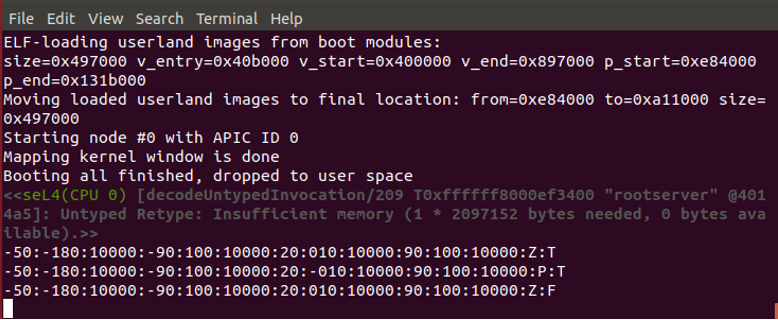 File Edit View Search Terminal Help
ELF-loading userland images from boot modules:
size=0x497000 v_entry=0x40b000 v_start=0x400000 v_end=0x897000 p_start=0xe84000
p_end=0x131b000
Moving loaded userland images to final location: from=0xe84000 to=0xa11000 size=
0x497000
Starting node #0 with APIC ID 0
Mapping kernel window is done
Booting all finished, dropped to user space
<<seL4(CPU 0) [decodeUntypedInvocation/209 T0xffffff8000ef3400 "rootserver" @401
4a5]: Untyped Retype: Insufficient memory (1 * 2097152 bytes needed, 0 bytes ava
ilable).>>
-50:-180:10000:-90:100:10000:20:010:10000:90:100:10000:Z:T
-50:-180:10000:-90:100:10000:20:-010:10000:90:100:10000:P:T
-50:-180:10000:-90:100:10000:20:010:10000:90:100:10000:Z:F